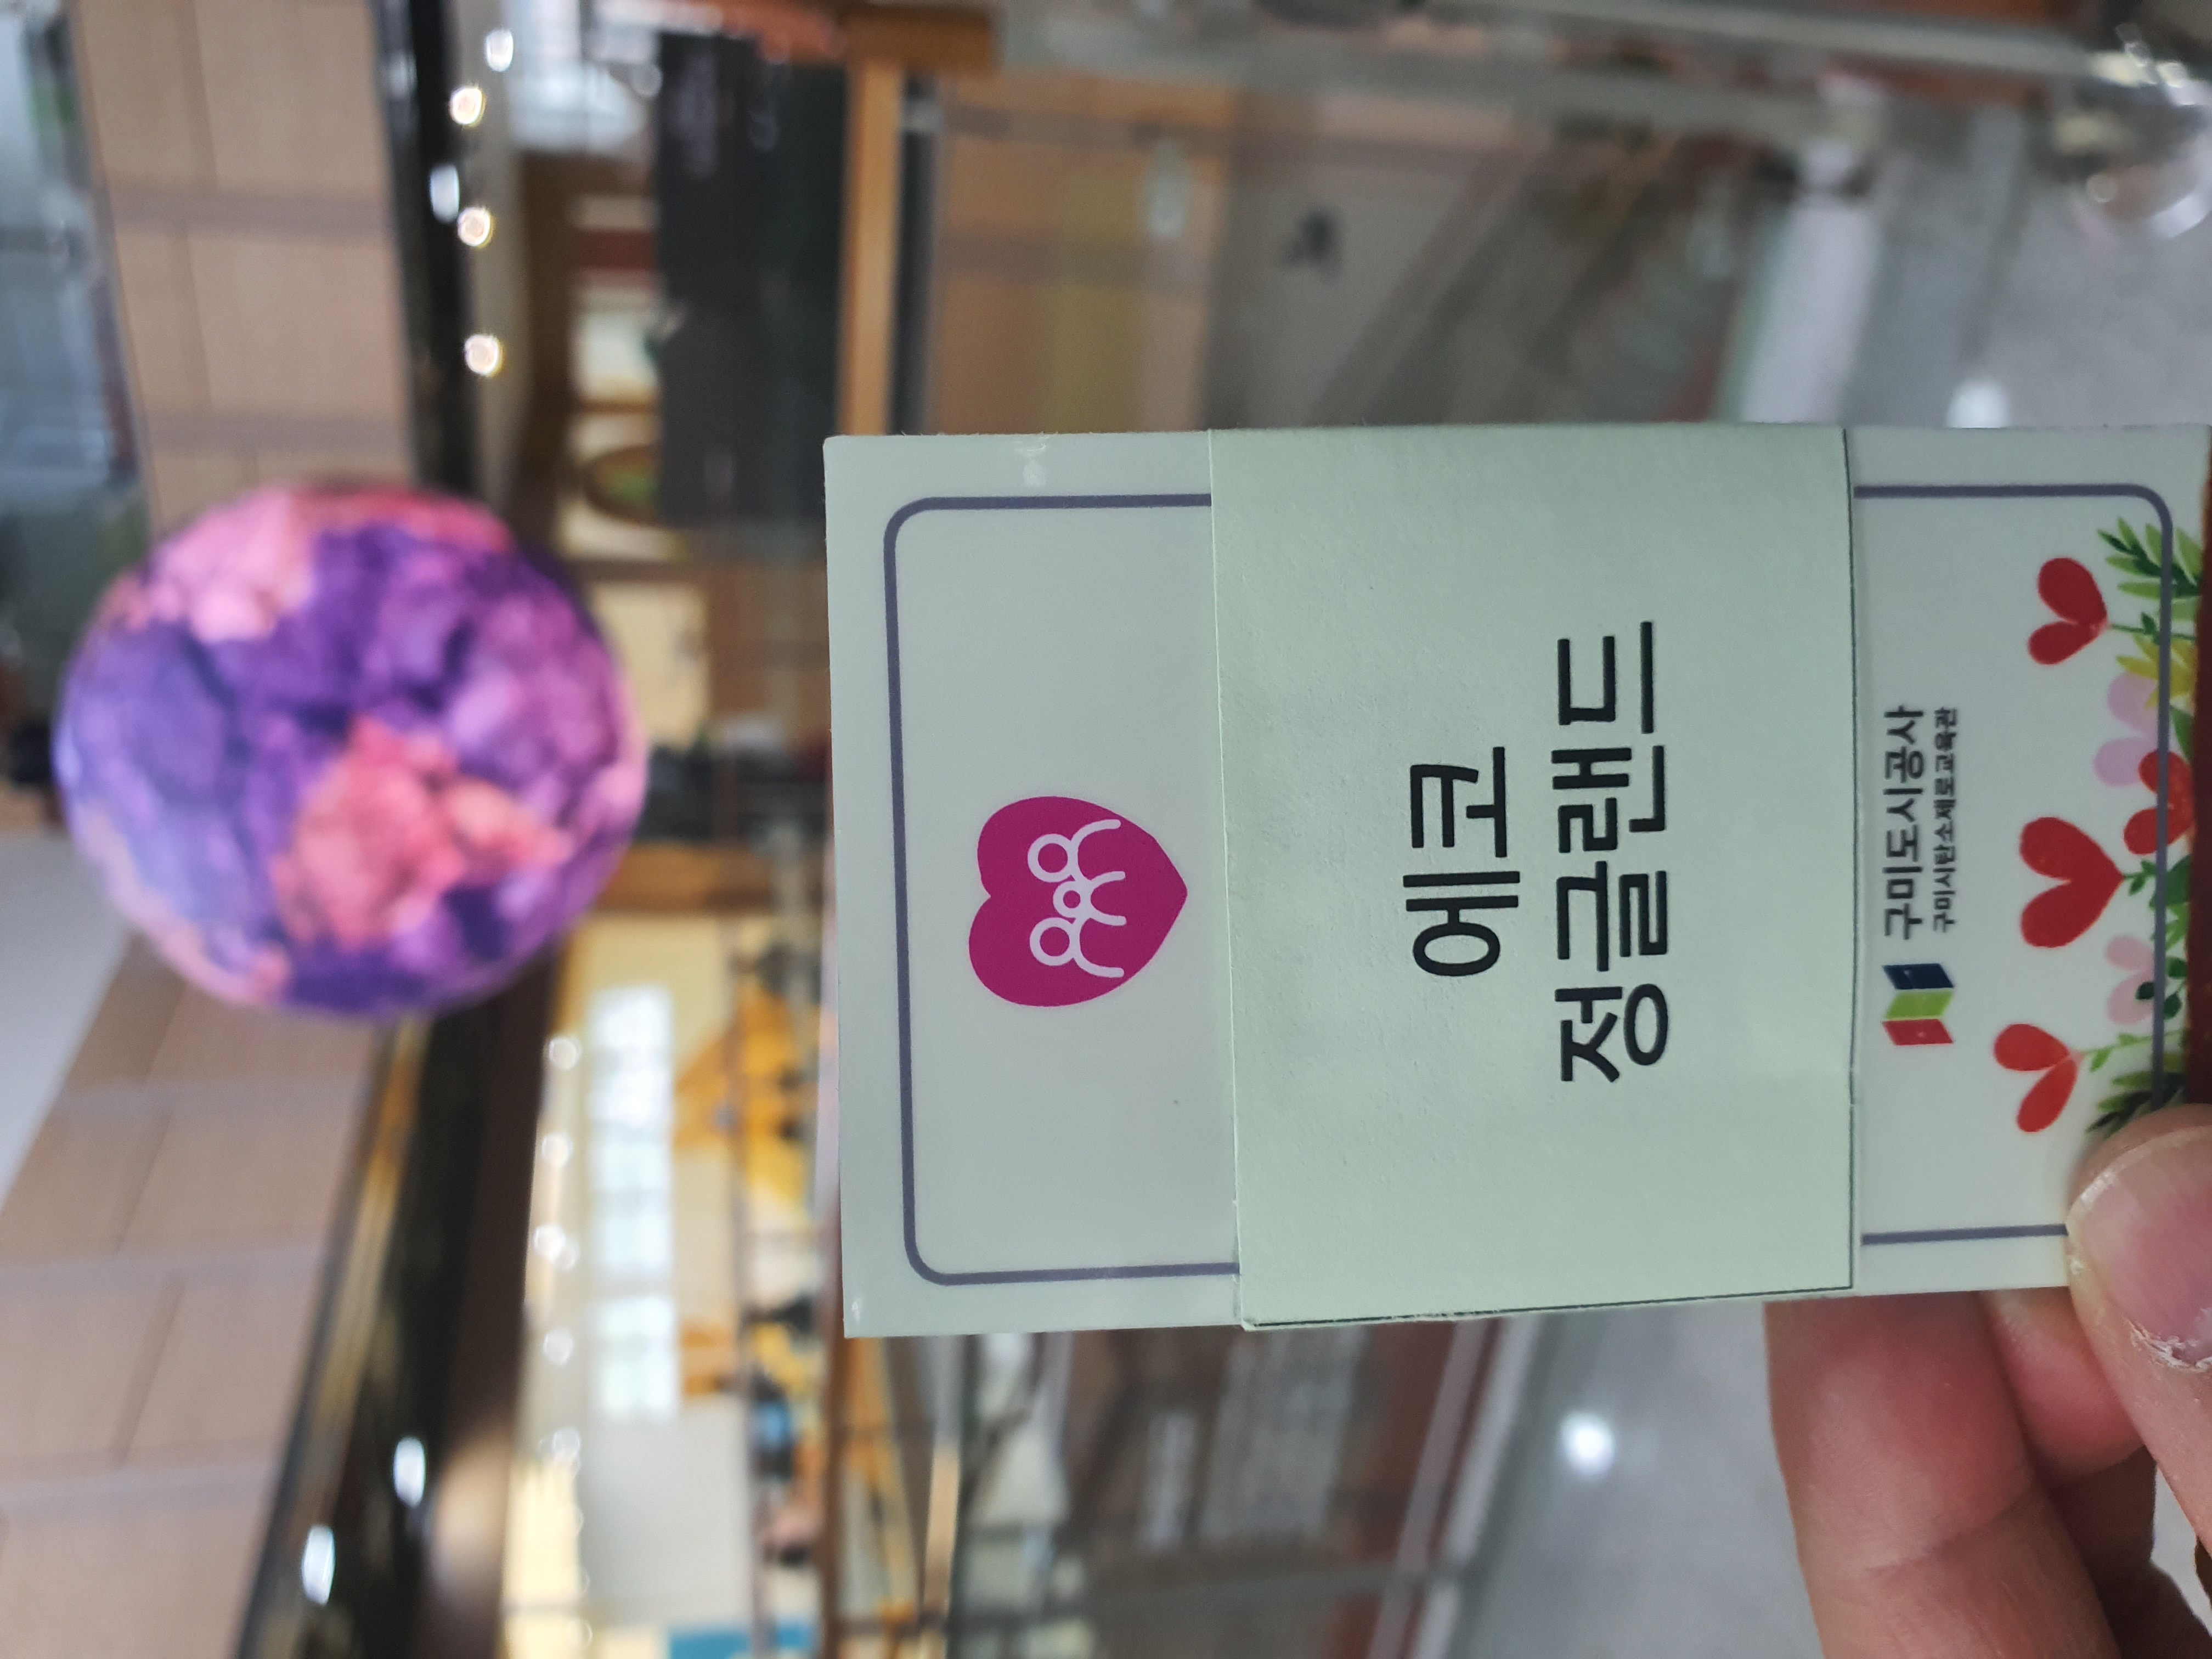 에코
정글랜드
구미도시공사
구미시탄소제로교육관